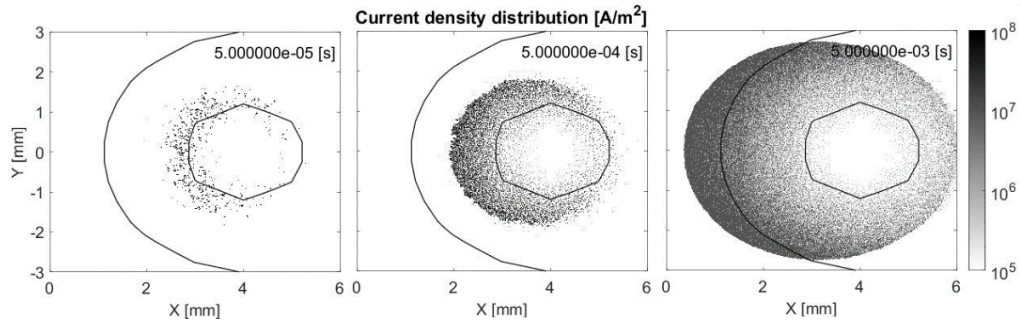 Current density distribution [A/m²]
5.000000e-05 [s]
5.000000e-04 [s]
5.000000e-03 [s]
3
2
1
0
-1
-2
-3
Y [mm]
0 2 4 6
0 2 4 6
0 2 4 6
X [mm]
X [mm]
X [mm]
10⁸
10⁷
10⁶
10⁵